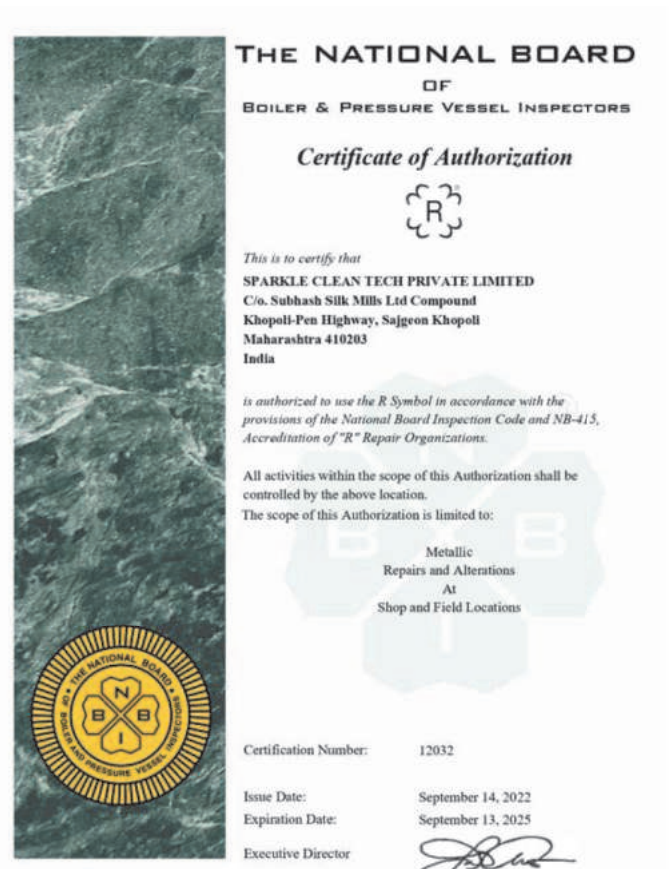 THE NATIONAL BOARD
OF
BOILER & PRESSURE VESSEL INSPECTORS
Certificate of Authorization
R
This is to certify that
SPARKLE CLEAN TECH PRIVATE LIMITED
C/o. Subhash Silk Mills Ltd Compound
Khopoli-Pen Highway, Sajgeon Khopoli
Maharashtra 410203
India
is authorized to use the R Symbol in accordance with the
provisions of the National Board Inspection Code and NB-415,
Accreditation of "R" Repair Organizations.
All activities within the scope of this Authorization shall be
controlled by the above location.
The scope of this Authorization is limited to:
Metallic
Repairs and Alterations
At
Shop and Field Locations
THE NATIONAL BOARD
OF BOILER AND PRESSURE VESSEL INSPECTORS
N
B B
I
Certification Number: 12032
Issue Date: September 14, 2022
Expiration Date: September 13, 2025
Executive Director